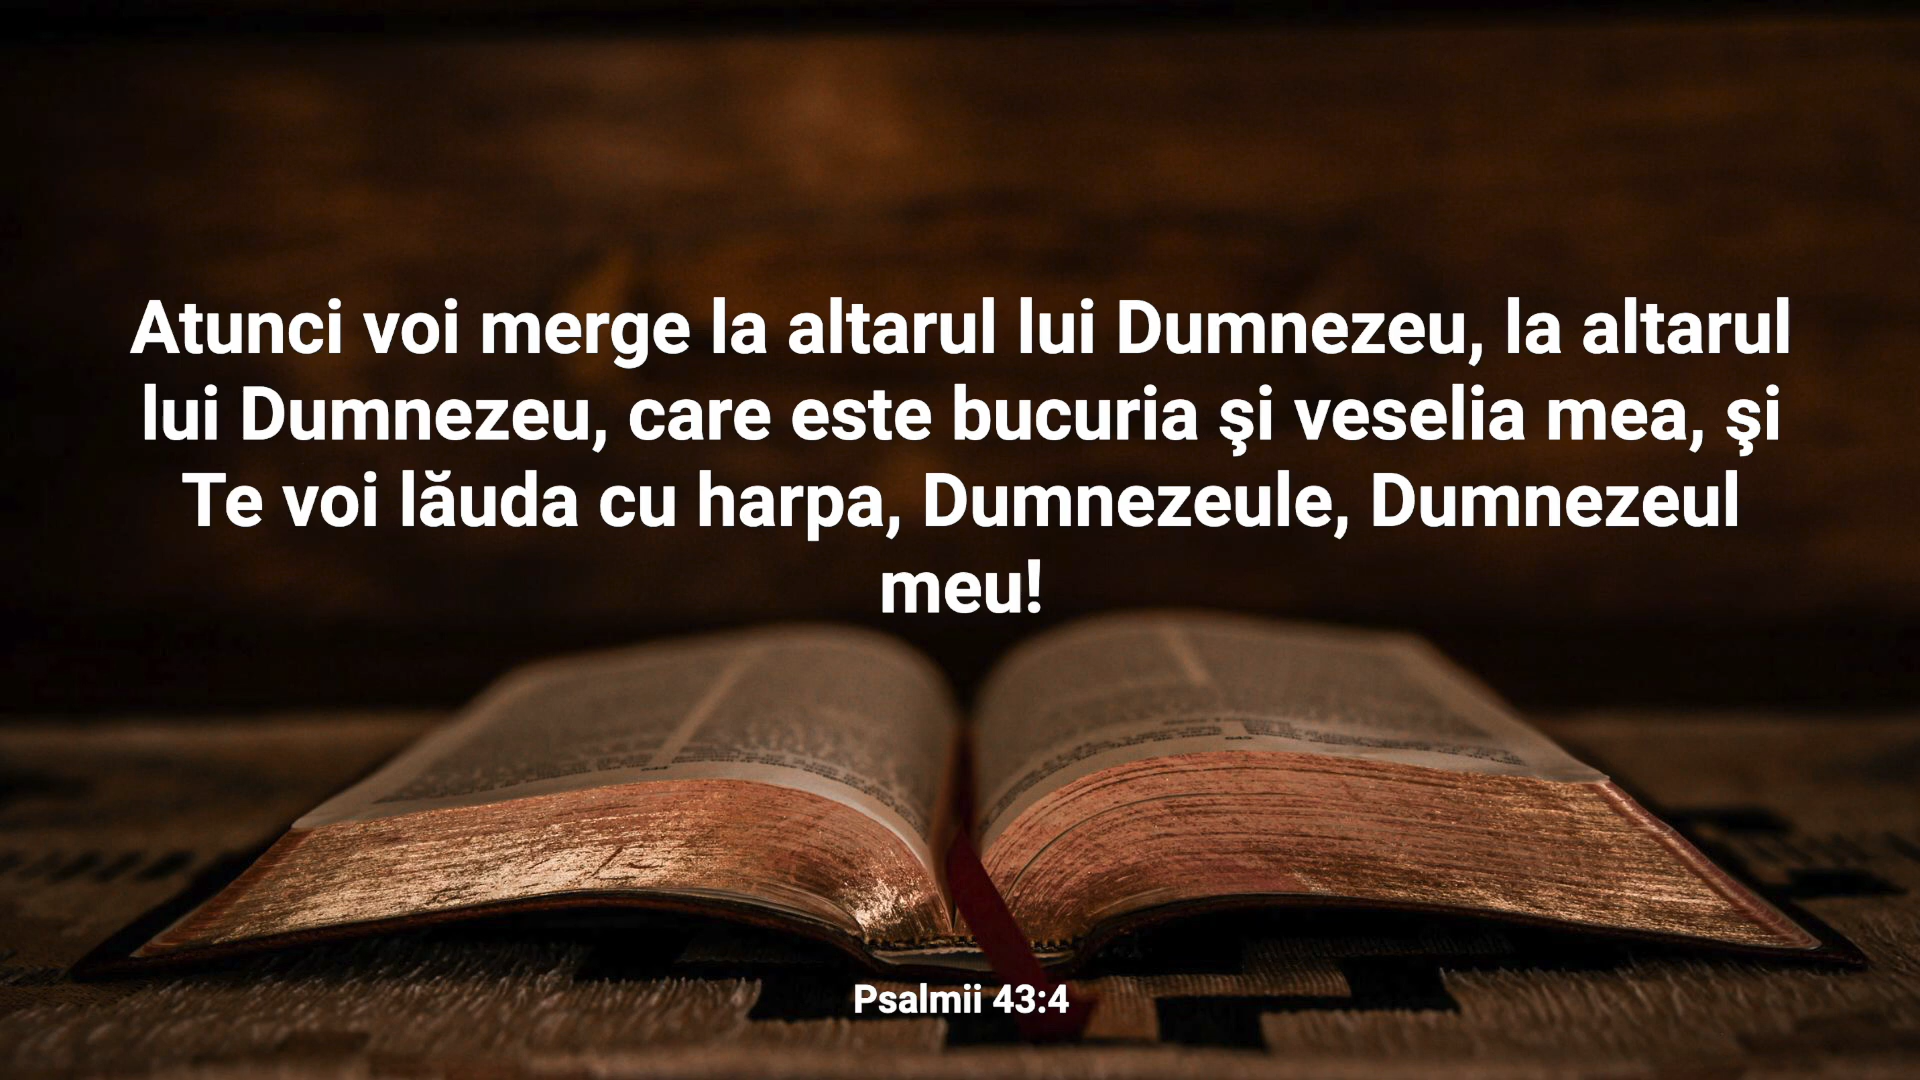 Atunci voi merge la altarul lui Dumnezeu, la altarul
lui Dumnezeu, care este bucuria şi veselia mea, şi
Te voi lăuda cu harpa, Dumnezeule, Dumnezeul
meu!
Psalmii 43:4